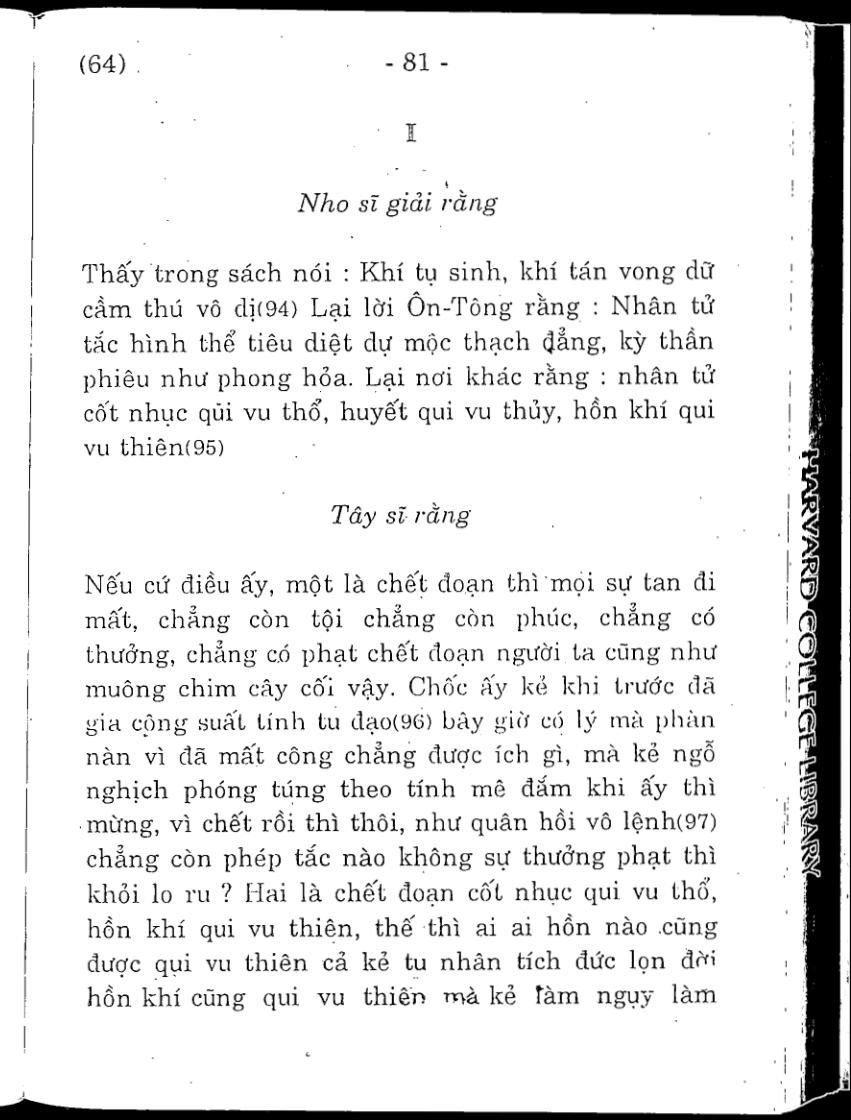 (64)
- 81 -
I
Nho sĩ giải rằng
Thấy trong sách nói : Khí tụ sinh, khí tán vong dữ
cầm thú vô dị(94) Lại lời Ôn-Tông rằng : Nhân tử
tắc hình thể tiêu diệt dự mộc thạch đẳng, kỳ thần
phiêu như phong hỏa. Lại nơi khác rằng : nhân tử
cốt nhục qüi vu thổ, huyết qui vu thủy, hồn khí qui
vu thiên(95)
Tây sĩ rằng
Nếu cứ điều ấy, một là chết đoạn thì mọi sự tan đi
mất, chẳng còn tội chẳng còn phúc, chẳng có
thưởng, chẳng có phạt chết đoạn người ta cũng như
muông chim cây cối vậy. Chốc ấy kẻ khi trước đã
gia công suất tính tu đạo(96) bây giờ có lý mà phàn
nàn vì đã mất công chẳng được ích gì, mà kẻ ngỗ
nghịch phóng túng theo tính mê đắm khi ấy thì
mừng, vì chết rồi thì thôi, như quân hồi vô lệnh(97)
chẳng còn phép tắc nào không sự thưởng phạt thì
khỏi lo ru ? Hai là chết đoạn cốt nhục qui vu thổ,
hồn khí qui vu thiên, thế thì ai ai hồn nào cũng
được qui vu thiên cả kẻ tu nhân tích đức lọn đời
hồn khí cũng qui vu thiên mà kẻ làm ngụy làm
HARVARD COLLEGE LIBRARY